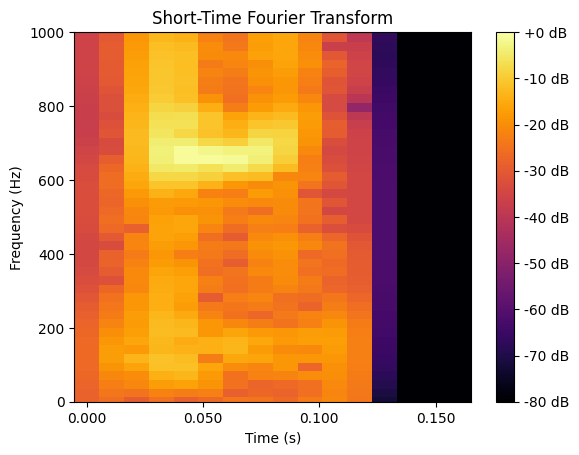 Short-Time Fourier Transform
1000
800
600
400
200
0
Frequency (Hz)
0.000
0.050
0.100
0.150
Time (s)
+0 dB
-10 dB
-20 dB
-30 dB
-40 dB
-50 dB
-60 dB
-70 dB
-80 dB